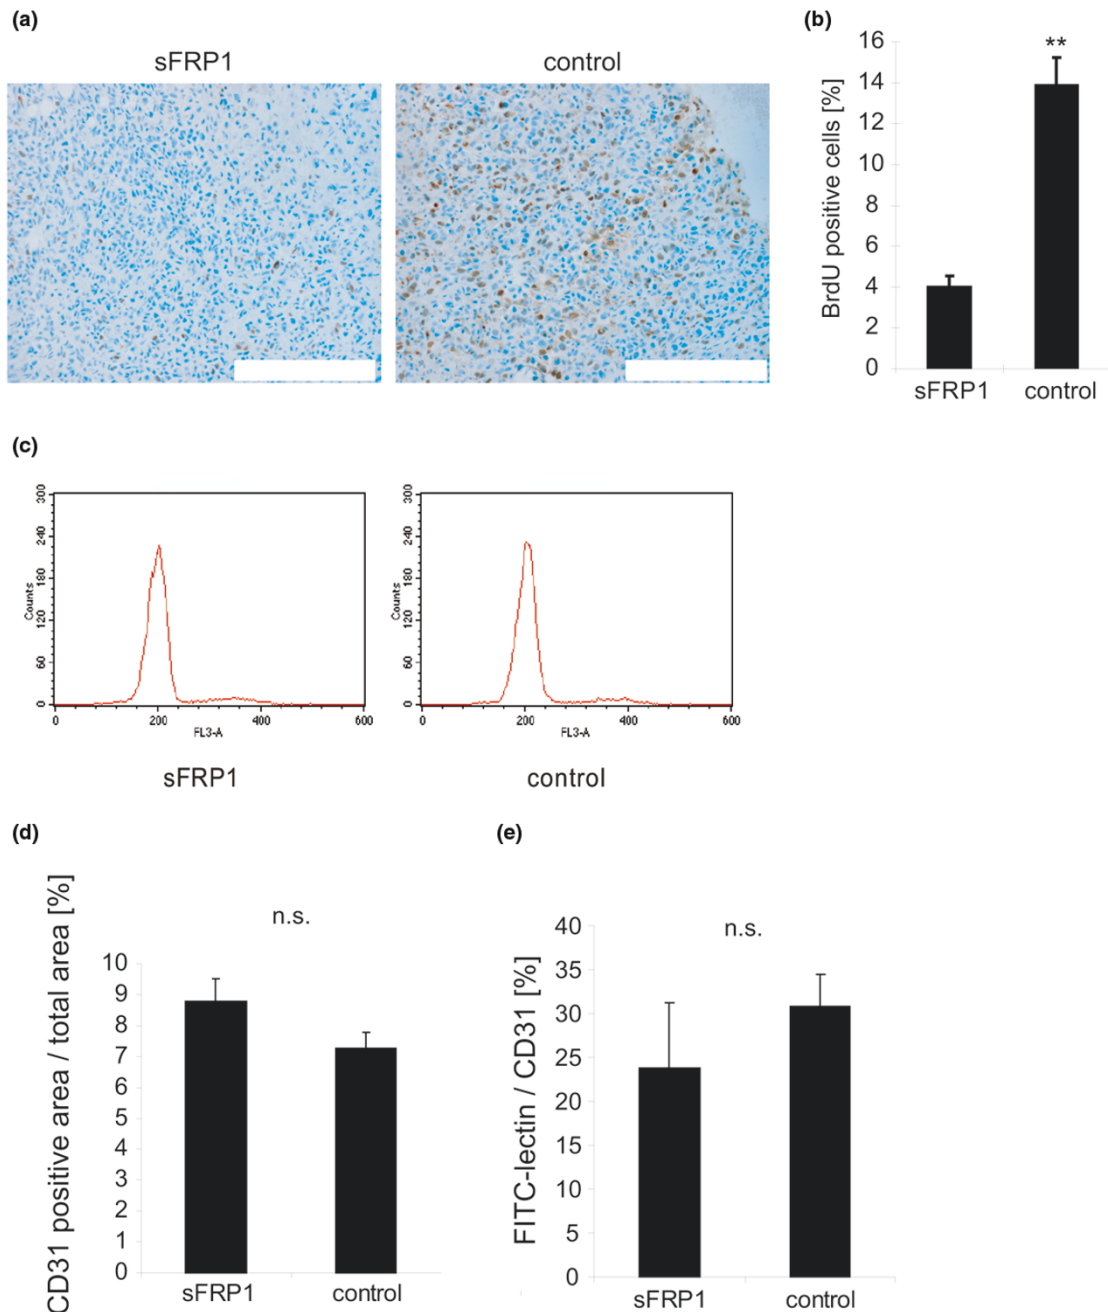 (a)
sFRP1
control
(b)
BrdU positive cells [%]
16
14
12
10
8
6
4
2
0
**
sFRP1
control
(c)
Counts
300
240
180
120
60
0
0
200
400
600
FL3-A
sFRP1
Counts
300
240
180
120
60
0
0
200
400
600
FL3-A
control
(d)
CD31 positive area / total area [%]
n.s.
10
9
8
7
6
5
4
3
2
1
0
sFRP1
control
(e)
FITC-lectin / CD31 [%]
n.s.
40
35
30
25
20
15
10
5
0
sFRP1
control